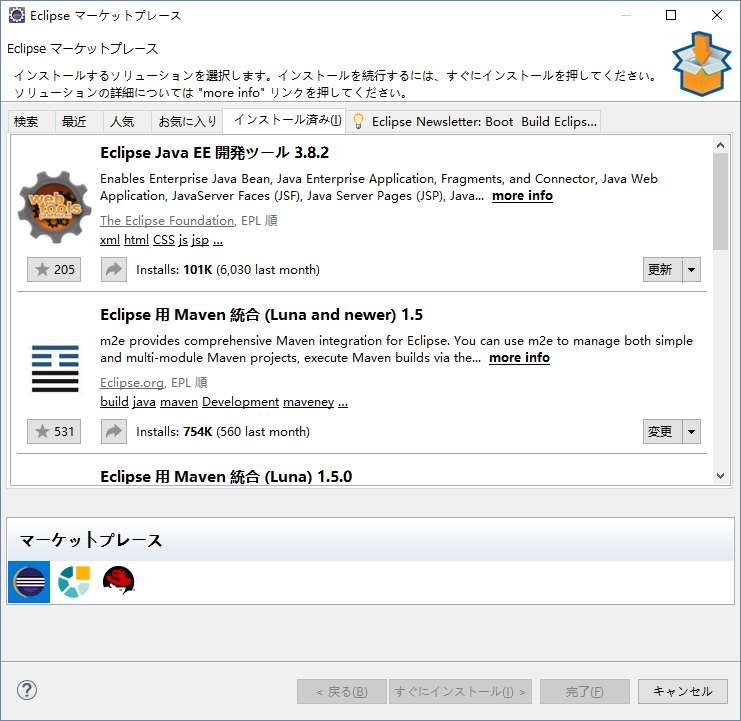 Eclipse マーケットプレース
Eclipse マーケットプレース
インストールするソリューションを選択します。インストールを続行するには、すぐにインストールを押してください。
ソリューションの詳細については "more info" リンクを押してください。
検索 最近 人気 お気に入り インストール済み(I) Eclipse Newsletter: Boot Build Eclips...
Eclipse Java EE 開発ツール 3.8.2
Enables Enterprise Java Bean, Java Enterprise Application, Fragments, and Connector, Java Web
Application, JavaServer Faces (JSF), Java Server Pages (JSP), Java... more info
web
tools
The Eclipse Foundation, EPL 順
xml html CSS js jsp ...
205 Installs: 101K (6,030 last month) 更新
Eclipse 用 Maven 統合 (Luna and newer) 1.5
m2e provides comprehensive Maven integration for Eclipse. You can use m2e to manage both simple
and multi-module Maven projects, execute Maven builds via the... more info
Eclipse.org, EPL 順
build java maven Development maveney ...
531 Installs: 754K (560 last month) 変更
Eclipse 用 Maven 統合 (Luna) 1.5.0
マーケットプレース
? < 戻る(B) すぐにインストール(I) > 完了(F) キャンセル